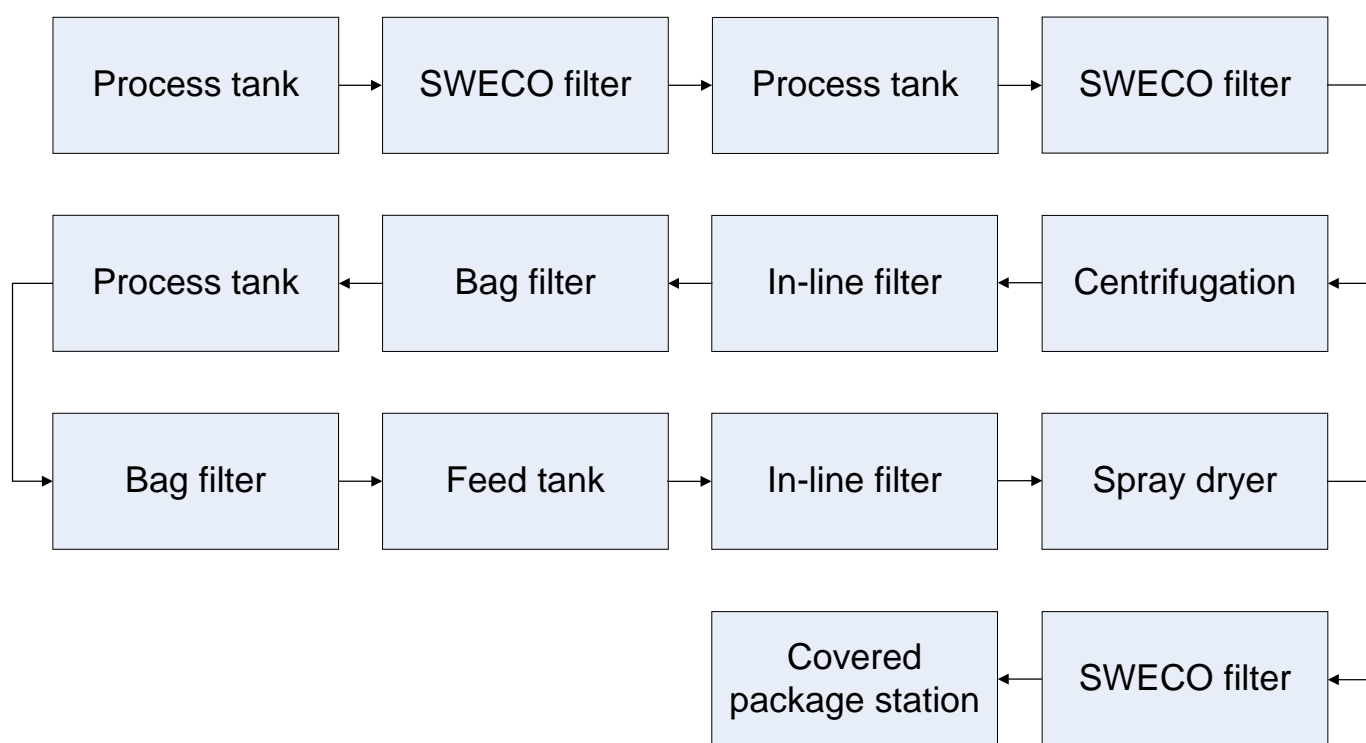 Process tank
SWECO filter
Process tank
SWECO filter
Process tank
Bag filter
In-line filter
Centrifugation
Bag filter
Feed tank
In-line filter
Spray dryer
Covered
package station
SWECO filter